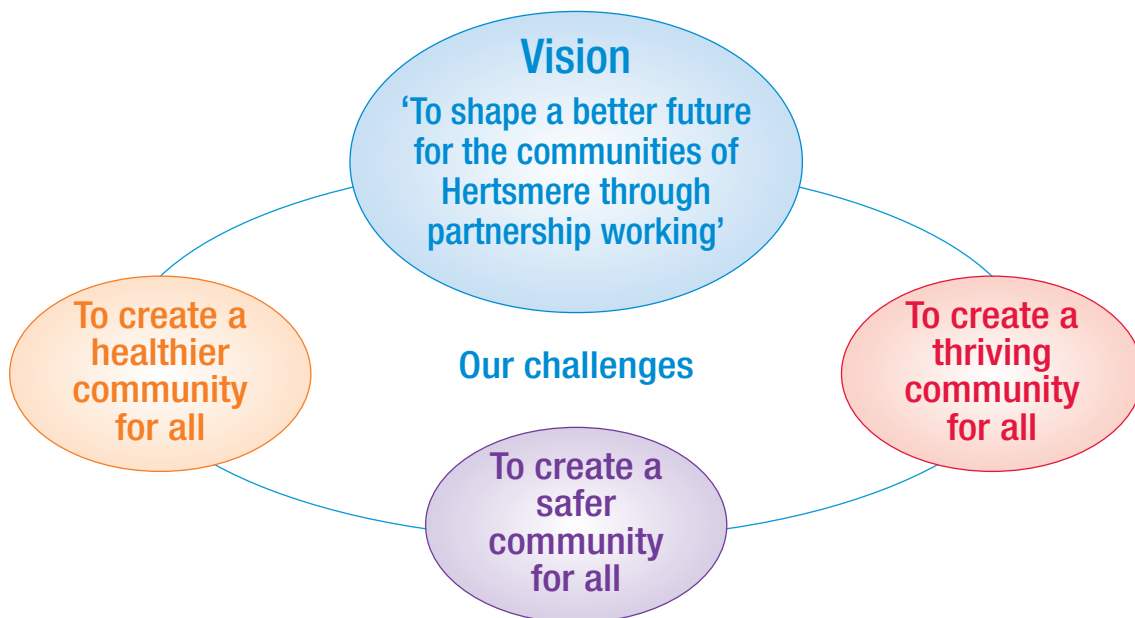 Vision
‘To shape a better future
for the communities of
Hertsmere through
partnership working’
To create a
healthier
community
for all
Our challenges
To create a
thriving
community
for all
To create a
safer
community
for all